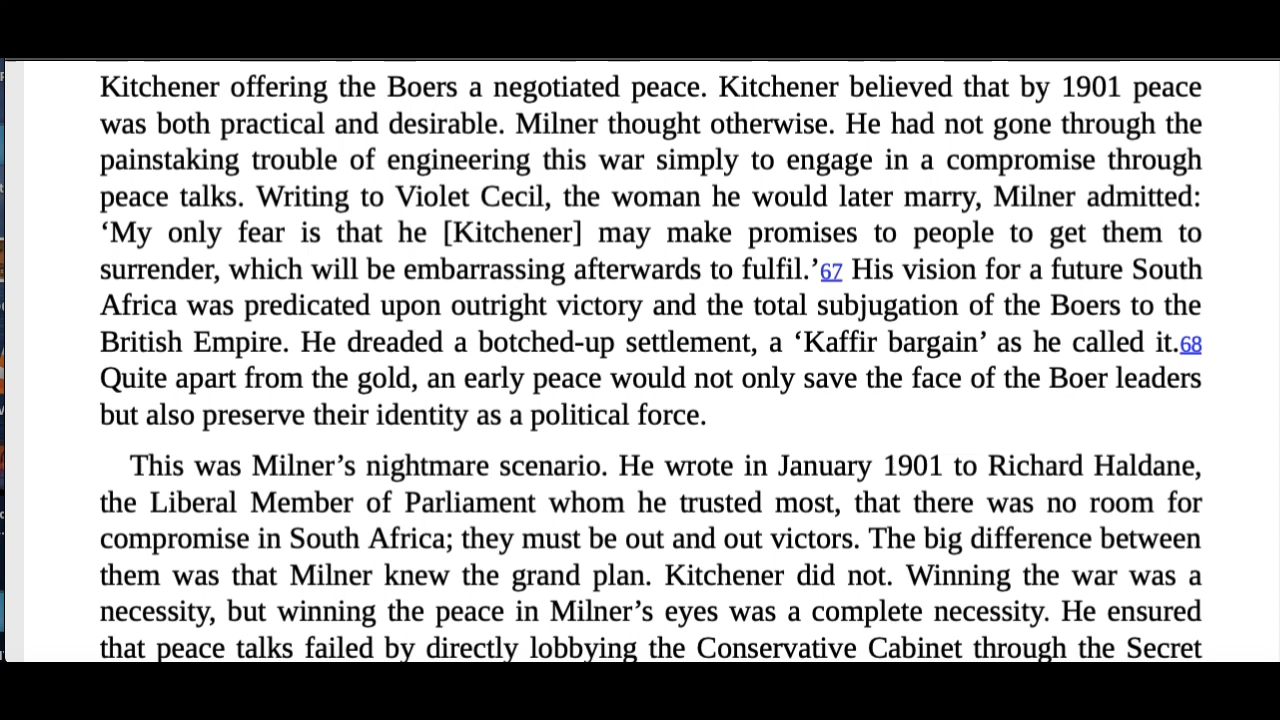 Kitchener offering the Boers a negotiated peace. Kitchener believed that by 1901 peace
was both practical and desirable. Milner thought otherwise. He had not gone through the
painstaking trouble of engineering this war simply to engage in a compromise through
peace talks. Writing to Violet Cecil, the woman he would later marry, Milner admitted:
‘My only fear is that he [Kitchener] may make promises to people to get them to
surrender, which will be embarrassing afterwards to fulfil.’67 His vision for a future South
Africa was predicated upon outright victory and the total subjugation of the Boers to the
British Empire. He dreaded a botched-up settlement, a ‘Kaffir bargain’ as he called it.68
Quite apart from the gold, an early peace would not only save the face of the Boer leaders
but also preserve their identity as a political force.
This was Milner’s nightmare scenario. He wrote in January 1901 to Richard Haldane,
the Liberal Member of Parliament whom he trusted most, that there was no room for
compromise in South Africa; they must be out and out victors. The big difference between
them was that Milner knew the grand plan. Kitchener did not. Winning the war was a
necessity, but winning the peace in Milner’s eyes was a complete necessity. He ensured
that peace talks failed by directly lobbying the Conservative Cabinet through the Secret